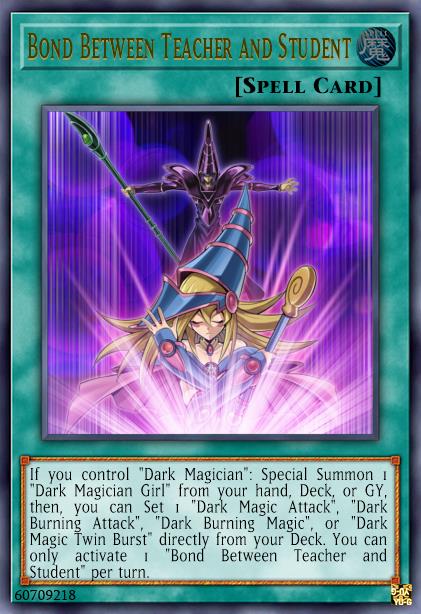 Bond Between Teacher and Student 魔
[Spell Card]
If you control "Dark Magician": Special Summon 1
"Dark Magician Girl" from your hand, Deck, or GY,
then, you can Set 1 "Dark Magic Attack", "Dark
Burning Attack", "Dark Burning Magic", or "Dark
Magic Twin Burst" directly from your Deck. You can
only activate 1 "Bond Between Teacher and
Student" per turn.
60709218